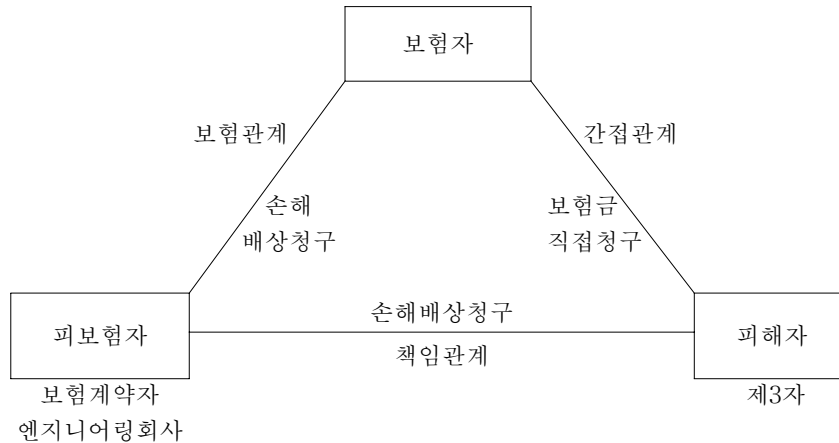 보험자
보험관계
간접관계
손해
배상청구
보험금
직접청구
피보험자
손해배상청구
책임관계
피해자
보험계약자
엔지니어링회사
제3자